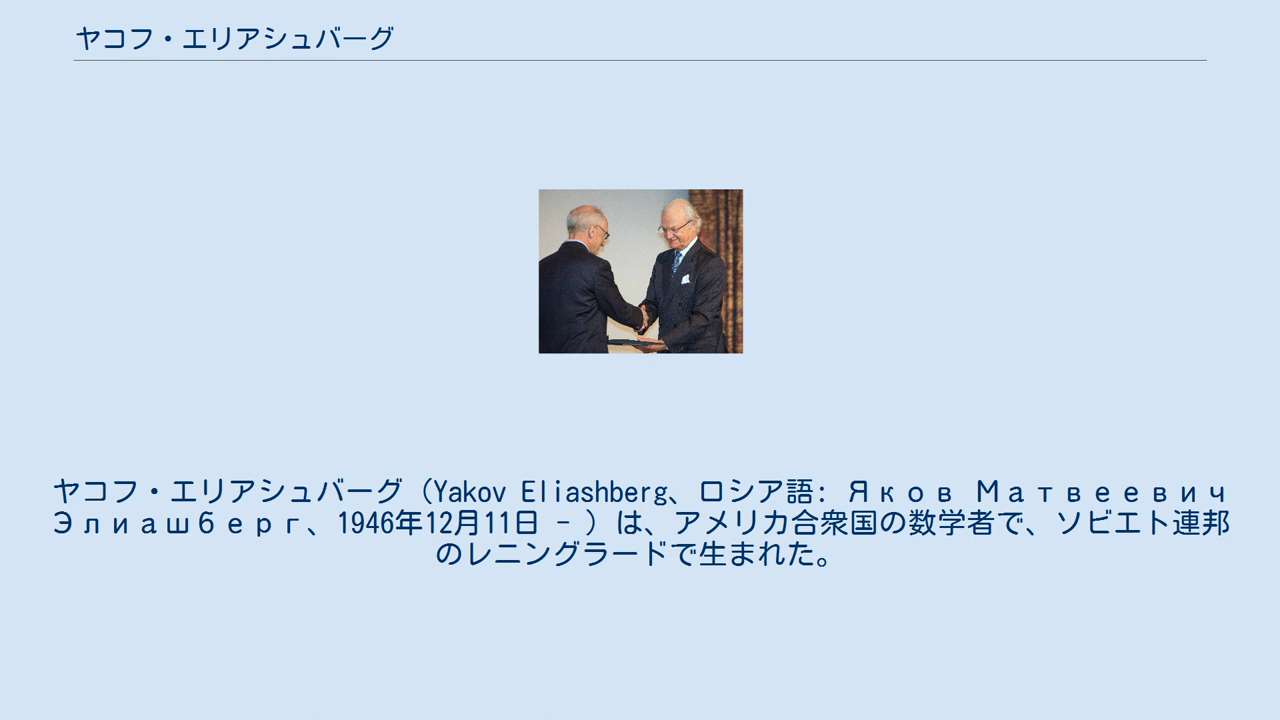 ヤコフ・エリアシュバーグ
ヤコフ・エリアシュバーグ（Yakov Eliashberg、ロシア語: Яков Матвеевич
Элиашберг、1946年12月11日 - ）は、アメリカ合衆国の数学者で、ソビエト連邦
のレニングラードで生まれた。